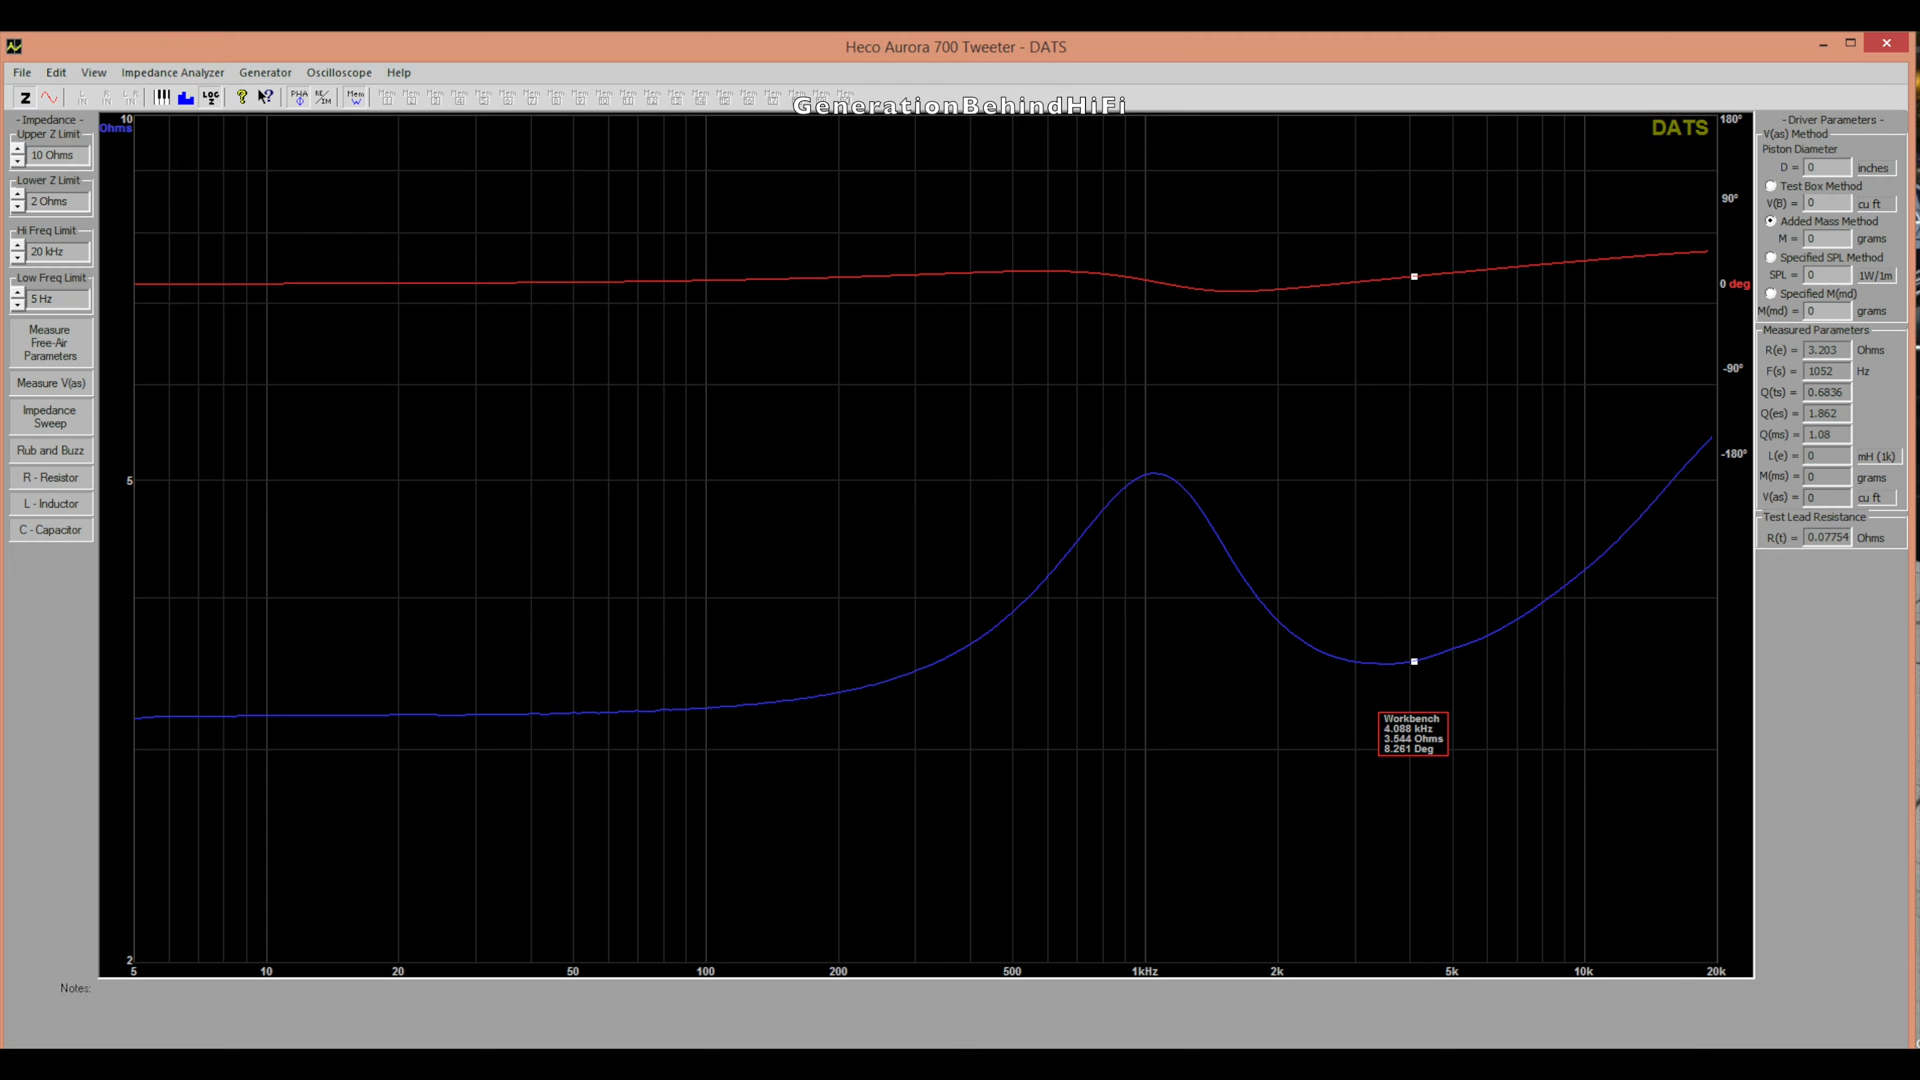 Heco Aurora 700 Tweeter - DATS
File Edit View Impedance Analyzer Generator Oscilloscope Help
Z LOG Z ? ? PHA Φ RE/IM Mem W
GenerationBehindHiFi
- Impedance -
Upper Z Limit
10 Ohms
Lower Z Limit
2 Ohms
Hi Freq Limit
20 kHz
Low Freq Limit
5 Hz
Measure
Free-Air
Parameters
Measure V(as)
Impedance
Sweep
Rub and Buzz
R - Resistor
L - Inductor
C - Capacitor
10
Ohms
5
2
DATS
180°
90°
0 deg
-90°
-180°
Workbench
4.088 kHz
3.544 Ohms
8.261 Deg
5 10 20 50 100 200 500 1kHz 2k 5k 10k 20k
Notes:
- Driver Parameters -
V(as) Method
Piston Diameter
D = 0 inches
Test Box Method
V(B) = 0 cu ft
Added Mass Method
M = 0 grams
Specified SPL Method
SPL = 0 1W/1m
Specified M(md)
M(md) = 0 grams
Measured Parameters
R(e) = 3.203 Ohms
F(s) = 1052 Hz
Q(ts) = 0.6836
Q(es) = 1.862
Q(ms) = 1.08
L(e) = 0 mH (1k)
M(ms) = 0 grams
V(as) = 0 cu ft
Test Lead Resistance
R(t) = 0.07754 Ohms